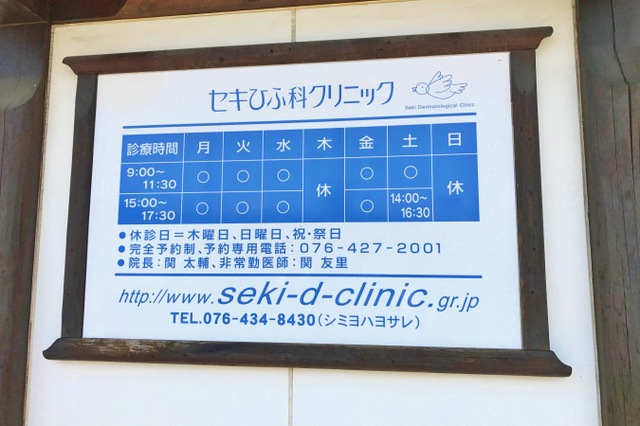 セキひふ科クリニック
Seki Dermatological Clinic
診療時間 月 火 水 木 金 土 日
9:00〜11:30 ○ ○ ○ 休 ○ ○ 休
15:00〜17:30 ○ ○ ○ ○ 14:00〜16:30
●休診日=木曜日、日曜日、祝・祭日
●完全予約制、予約専用電話:076-427-2001
●院長:関 太輔、非常勤医師:関 友里
http://www.seki-d-clinic.gr.jp
TEL.076-434-8430(シミヨハヨサレ)